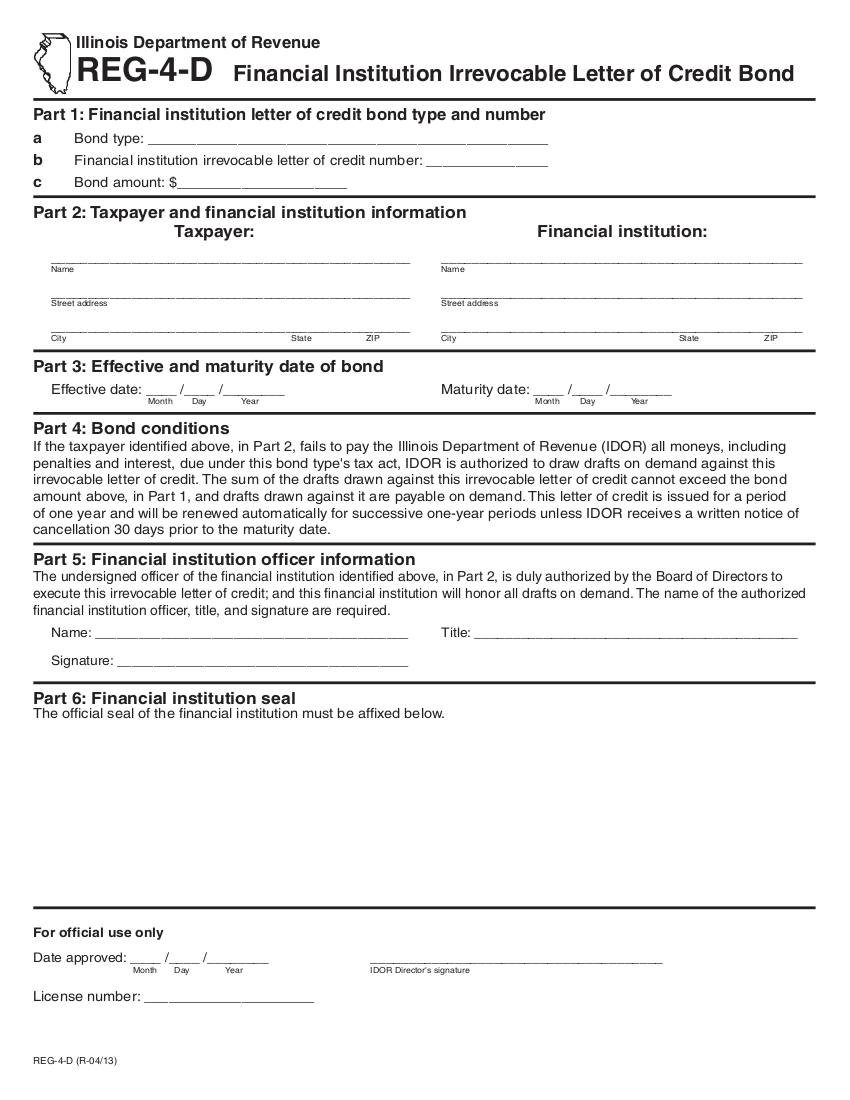 Illinois Department of Revenue
REG-4-D Financial Institution Irrevocable Letter of Credit Bond
Part 1: Financial institution letter of credit bond type and number
a Bond type: ____________________
b Financial institution irrevocable letter of credit number: ____________________
c Bond amount: $____________________
Part 2: Taxpayer and financial institution information
Taxpayer: Financial institution:
Name Name
Street address Street address
City State ZIP City State ZIP
Part 3: Effective and maturity date of bond
Effective date: ____ /____ /________ Maturity date: ____ /____ /________
Month Day Year Month Day Year
Part 4: Bond conditions
If the taxpayer identified above, in Part 2, fails to pay the Illinois Department of Revenue (IDOR) all moneys, including
penalties and interest, due under this bond type's tax act, IDOR is authorized to draw drafts on demand against this
irrevocable letter of credit. The sum of the drafts drawn against this irrevocable letter of credit cannot exceed the bond
amount above, in Part 1, and drafts drawn against it are payable on demand. This letter of credit is issued for a period
of one year and will be renewed automatically for successive one-year periods unless IDOR receives a written notice of
cancellation 30 days prior to the maturity date.
Part 5: Financial institution officer information
The undersigned officer of the financial institution identified above, in Part 2, is duly authorized by the Board of Directors to
execute this irrevocable letter of credit; and this financial institution will honor all drafts on demand. The name of the authorized
financial institution officer, title, and signature are required.
Name: ____________________ Title: ____________________
Signature: ____________________
Part 6: Financial institution seal
The official seal of the financial institution must be affixed below.
For official use only
Date approved: ____ /____ /________ ____________________
Month Day Year IDOR Director's signature
License number: ____________________
REG-4-D (R-04/13)